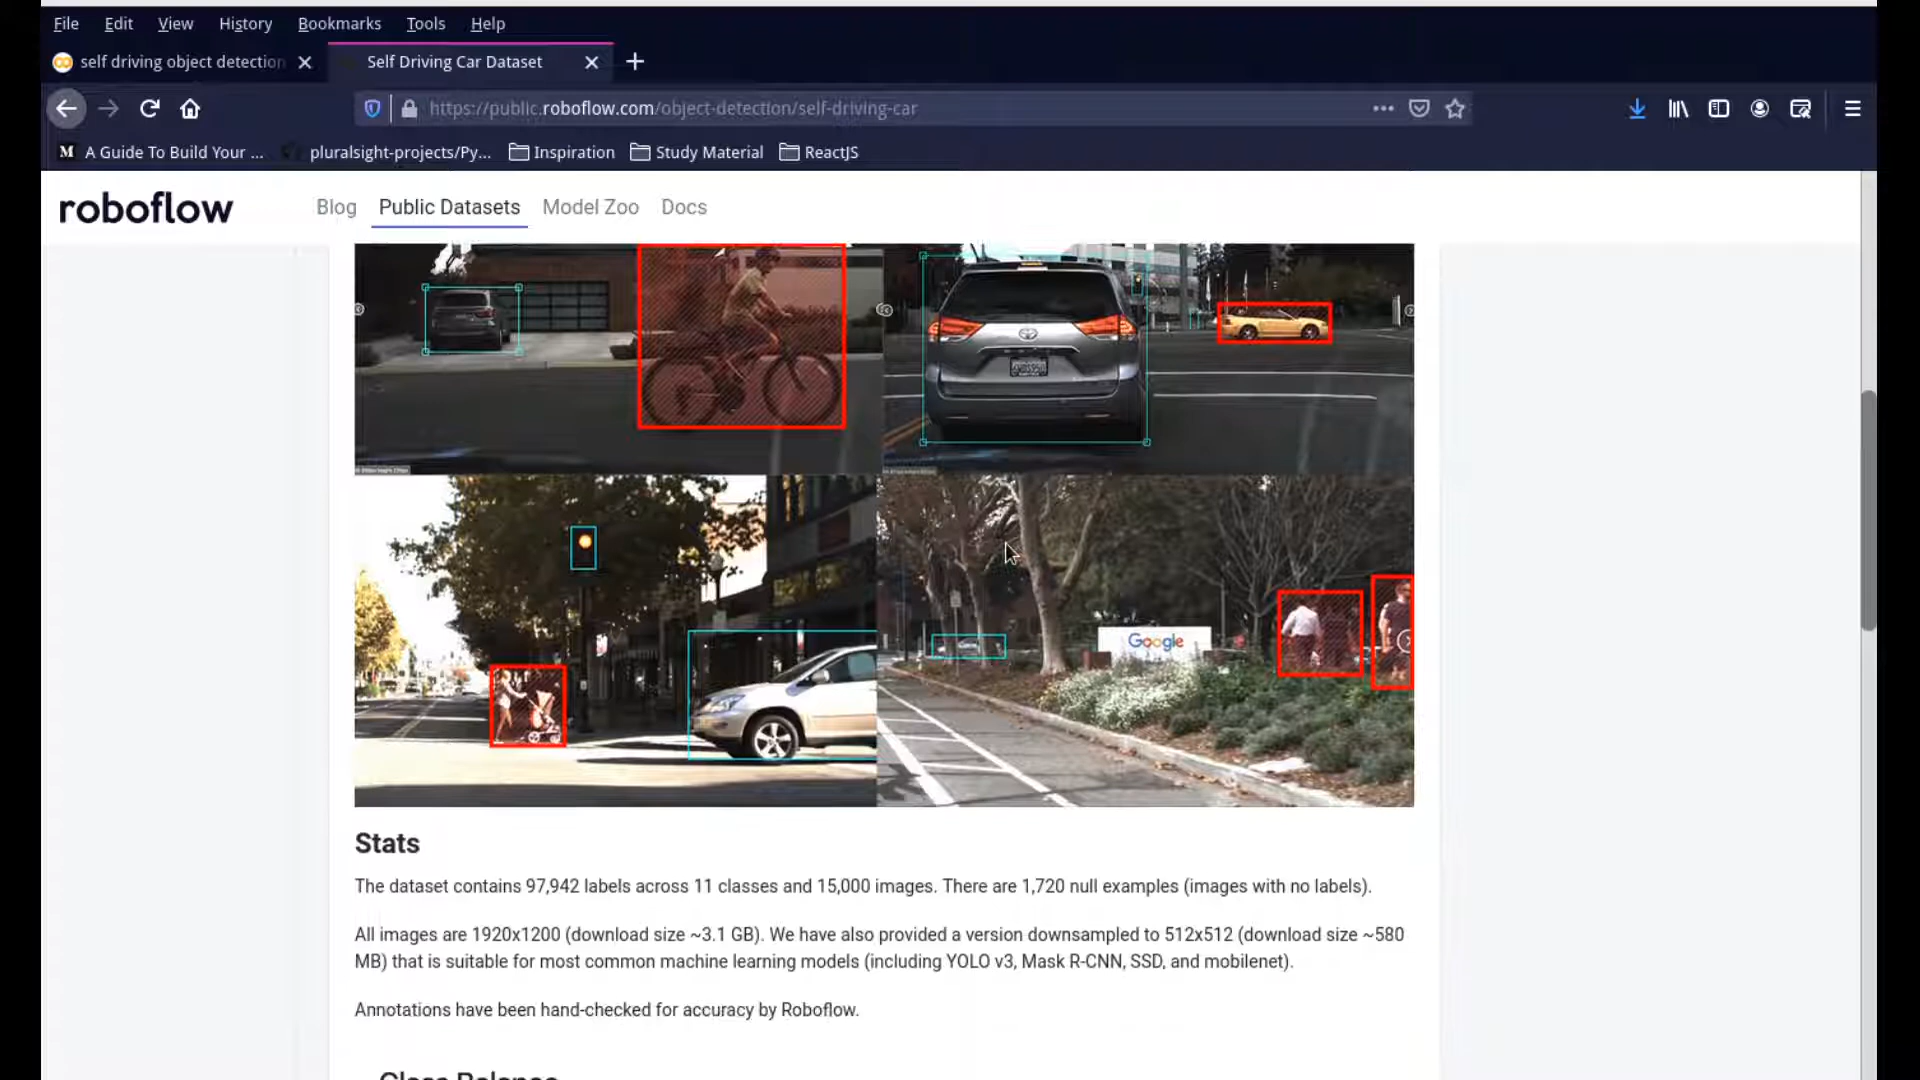 File Edit View History Bookmarks Tools Help
self driving object detection
Self Driving Car Dataset
https://public.roboflow.com/object-detection/self-driving-car
M A Guide To Build Your ... pluralsight-projects/Py... Inspiration Study Material ReactJS
roboflow Blog Public Datasets Model Zoo Docs
Google
Stats
The dataset contains 97,942 labels across 11 classes and 15,000 images. There are 1,720 null examples (images with no labels).
All images are 1920x1200 (download size ~3.1 GB). We have also provided a version downsampled to 512x512 (download size ~580
MB) that is suitable for most common machine learning models (including YOLO v3, Mask R-CNN, SSD, and mobilenet).
Annotations have been hand-checked for accuracy by Roboflow.
Class Balance